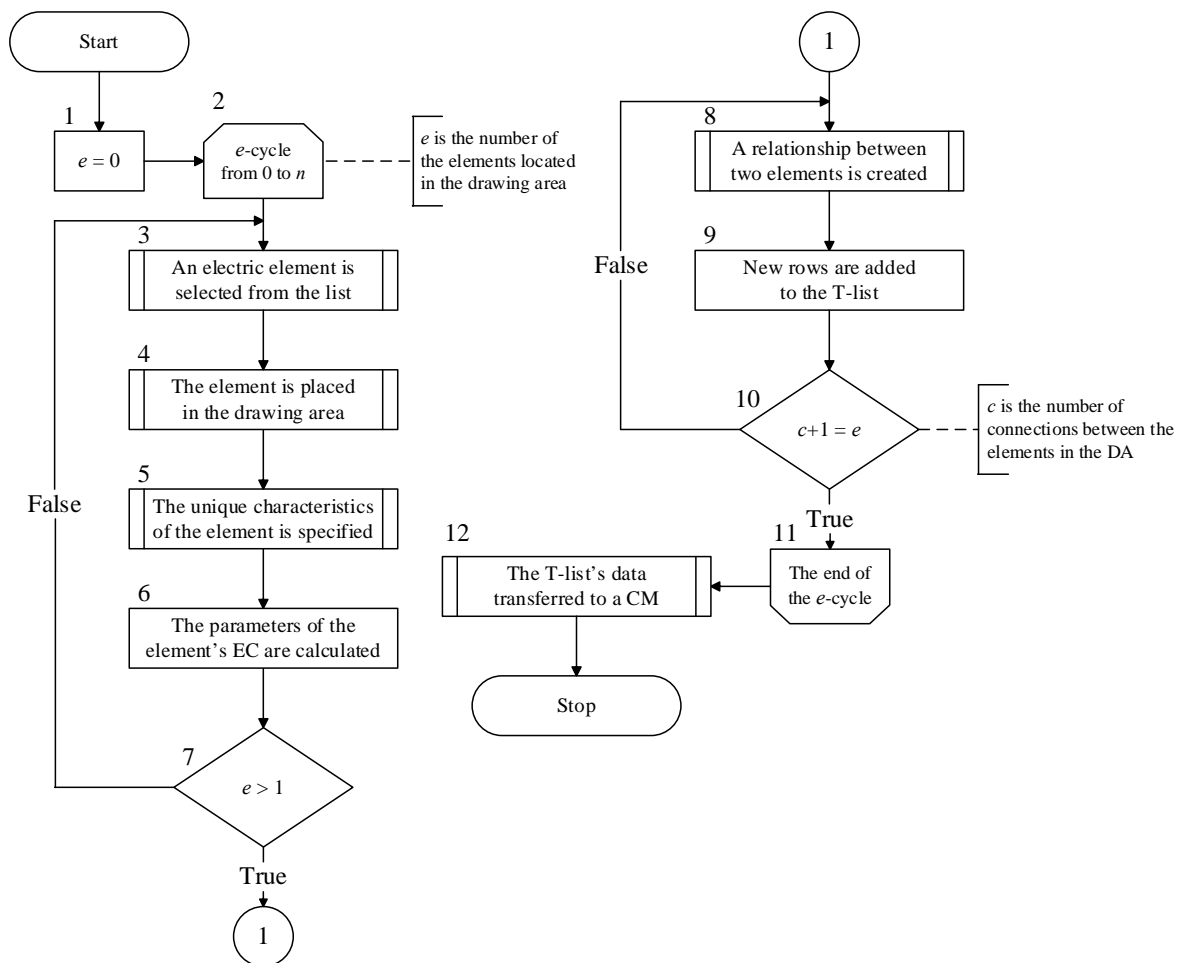 Start
1
e = 0
2
e-cycle
from 0 to n
e is the number of
the elements located
in the drawing area
3
An electric element is
selected from the list
4
The element is placed
in the drawing area
5
The unique characteristics
of the element is specified
False
6
The parameters of the
element's EC are calculated
7
e > 1
True
1
1
8
A relationship between
two elements is created
False
9
New rows are added
to the T-list
10
c+1 = e
c is the number of
connections between the
elements in the DA
True
11
The end of
the e-cycle
12
The T-list's data
transferred to a CM
Stop